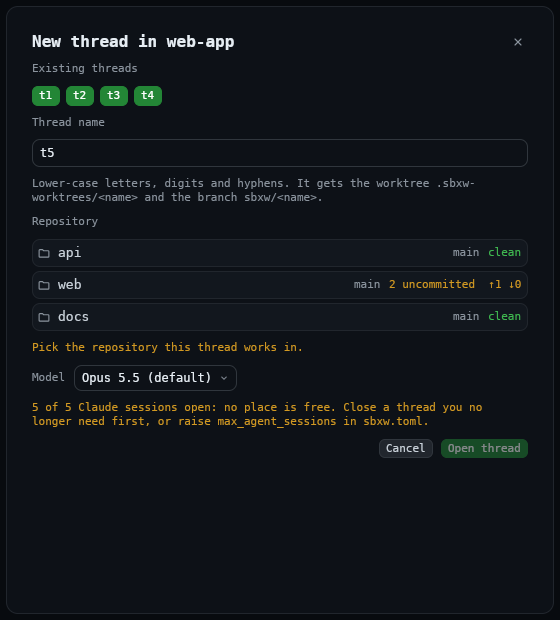 New thread in web-app ×
Existing threads
t1 t2 t3 t4
Thread name
t5
Lower-case letters, digits and hyphens. It gets the worktree .sbxw-
worktrees/<name> and the branch sbxw/<name>.
Repository
api main clean
web main 2 uncommitted ↑1 ↓0
docs main clean
Pick the repository this thread works in.
Model Opus 5.5 (default)
5 of 5 Claude sessions open: no place is free. Close a thread you no
longer need first, or raise max_agent_sessions in sbxw.toml.
Cancel Open thread